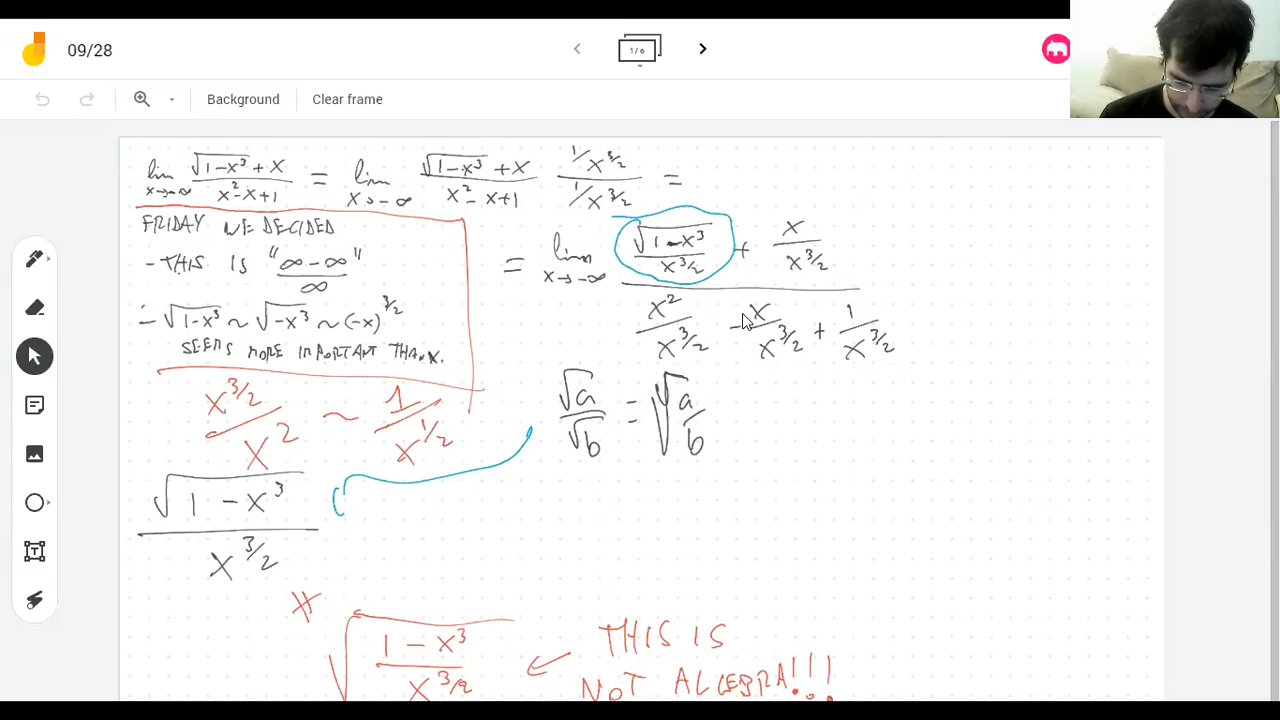 09/28
1/6
Background
Clear frame
lim x→-∞ (√(1-x³) + x)/(x²-x+1) = lim x→-∞ (√(1-x³) + x)/(x²-x+1) (1/x^(3/2))/(1/x^(3/2)) =
FRIDAY WE DECIDED
- THIS IS "∞-∞"/∞
- √(1-x³) ~ √(-x³) ~ (-x)^(3/2)
SEEMS MORE IMPORTANT THAN X.
= lim x→-∞ (√(1-x³)/x^(3/2) + x/x^(3/2))/(x²/x^(3/2) - x/x^(3/2) + 1/x^(3/2))
x^(3/2)/x² ~ 1/x^(1/2)
√a/√b = √(a/b)
√(1-x³)/x^(3/2)
√((1-x³)/x^(3/2)) ← THIS IS
NOT ALGEBRA!!!